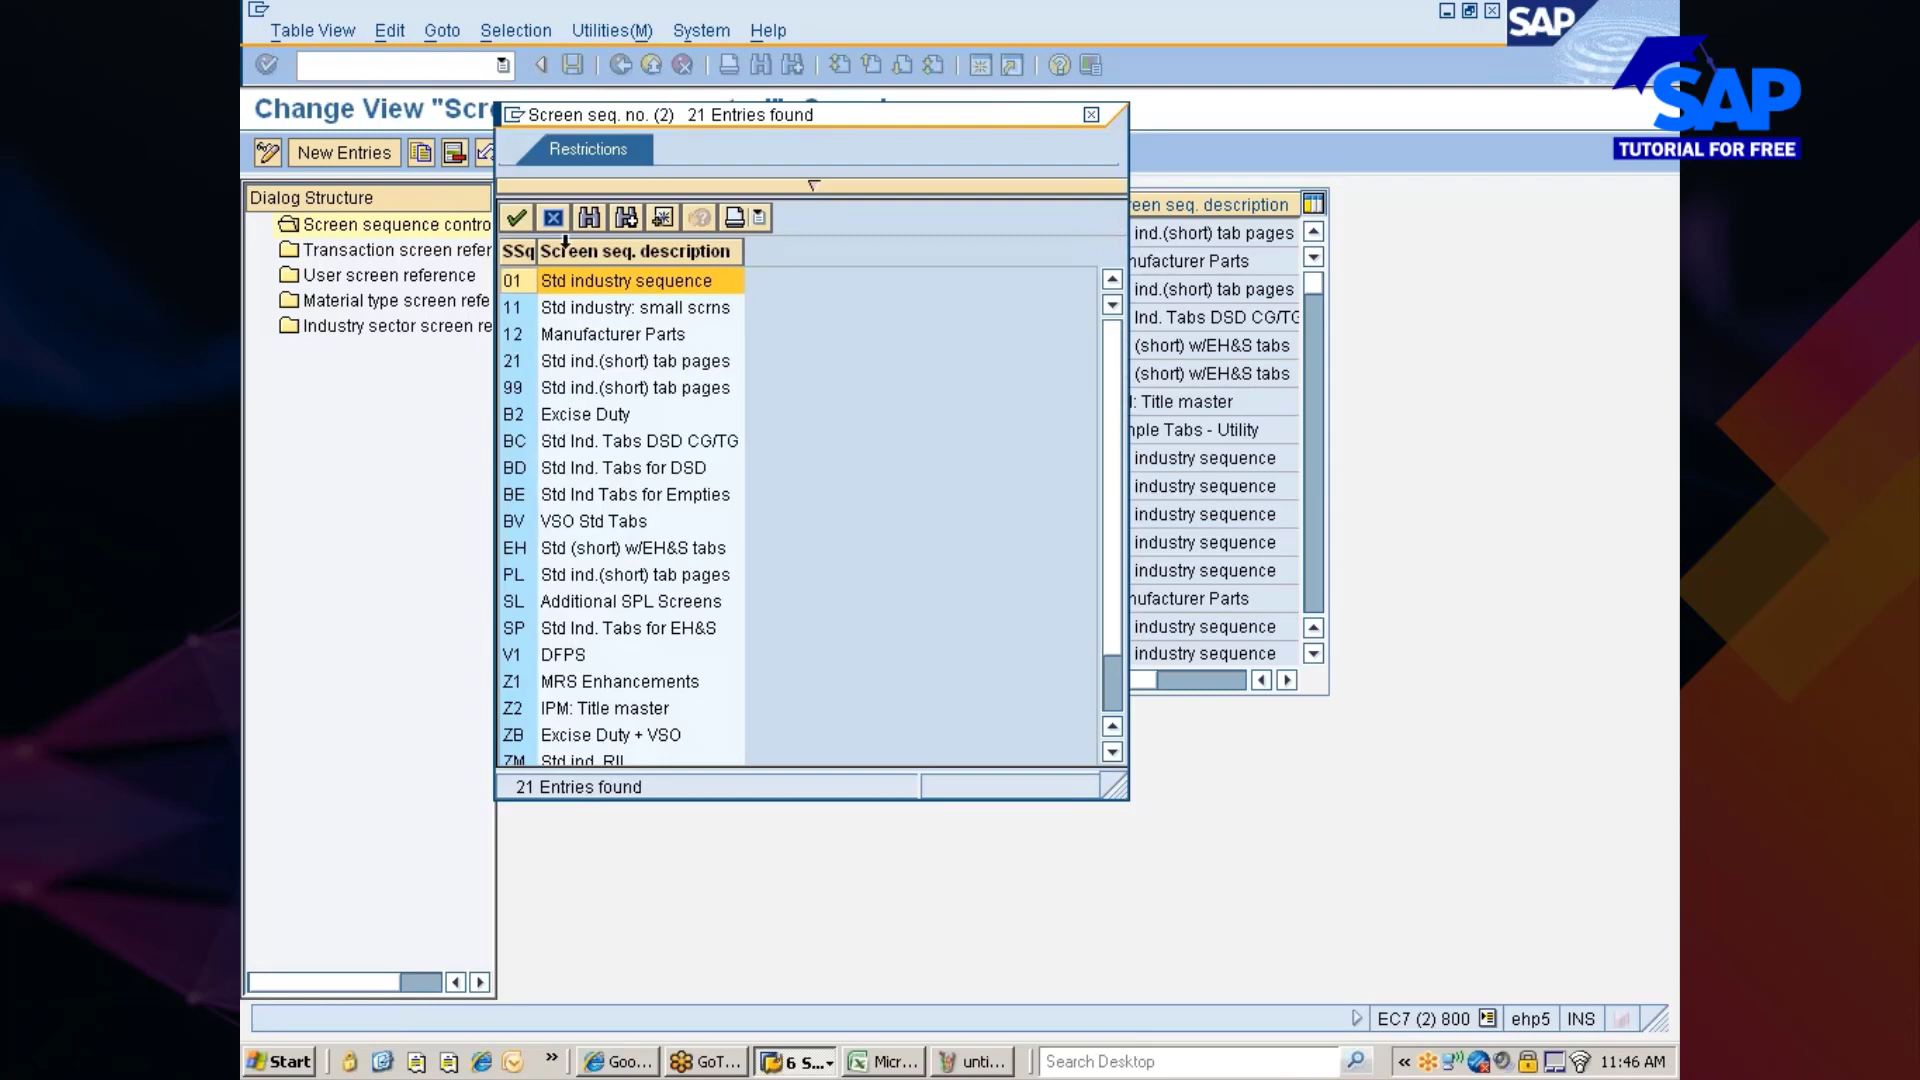 Table View Edit Goto Selection Utilities(M) System Help
SAP
SAP
TUTORIAL FOR FREE
Change View "Scr
New Entries
Dialog Structure
Screen sequence contro
Transaction screen refer
User screen reference
Material type screen refe
Industry sector screen re
Screen seq. no. (2) 21 Entries found
Restrictions
SSq Screen seq. description
01 Std industry sequence
11 Std industry: small scrns
12 Manufacturer Parts
21 Std ind.(short) tab pages
99 Std ind.(short) tab pages
B2 Excise Duty
BC Std Ind. Tabs DSD CG/TG
BD Std Ind. Tabs for DSD
BE Std Ind Tabs for Empties
BV VSO Std Tabs
EH Std (short) w/EH&S tabs
PL Std ind.(short) tab pages
SL Additional SPL Screens
SP Std Ind. Tabs for EH&S
V1 DFPS
Z1 MRS Enhancements
Z2 IPM: Title master
ZB Excise Duty + VSO
ZM Std ind. RIL
21 Entries found
een seq. description
ind.(short) tab pages
ufacturer Parts
ind.(short) tab pages
Ind. Tabs DSD CG/TG
(short) w/EH&S tabs
(short) w/EH&S tabs
: Title master
ple Tabs - Utility
industry sequence
industry sequence
industry sequence
industry sequence
industry sequence
ufacturer Parts
industry sequence
industry sequence
EC7 (2) 800 ehp5 INS
Start » Goo... GoT... 6 S... Micr... unti... Search Desktop « 11:46 AM